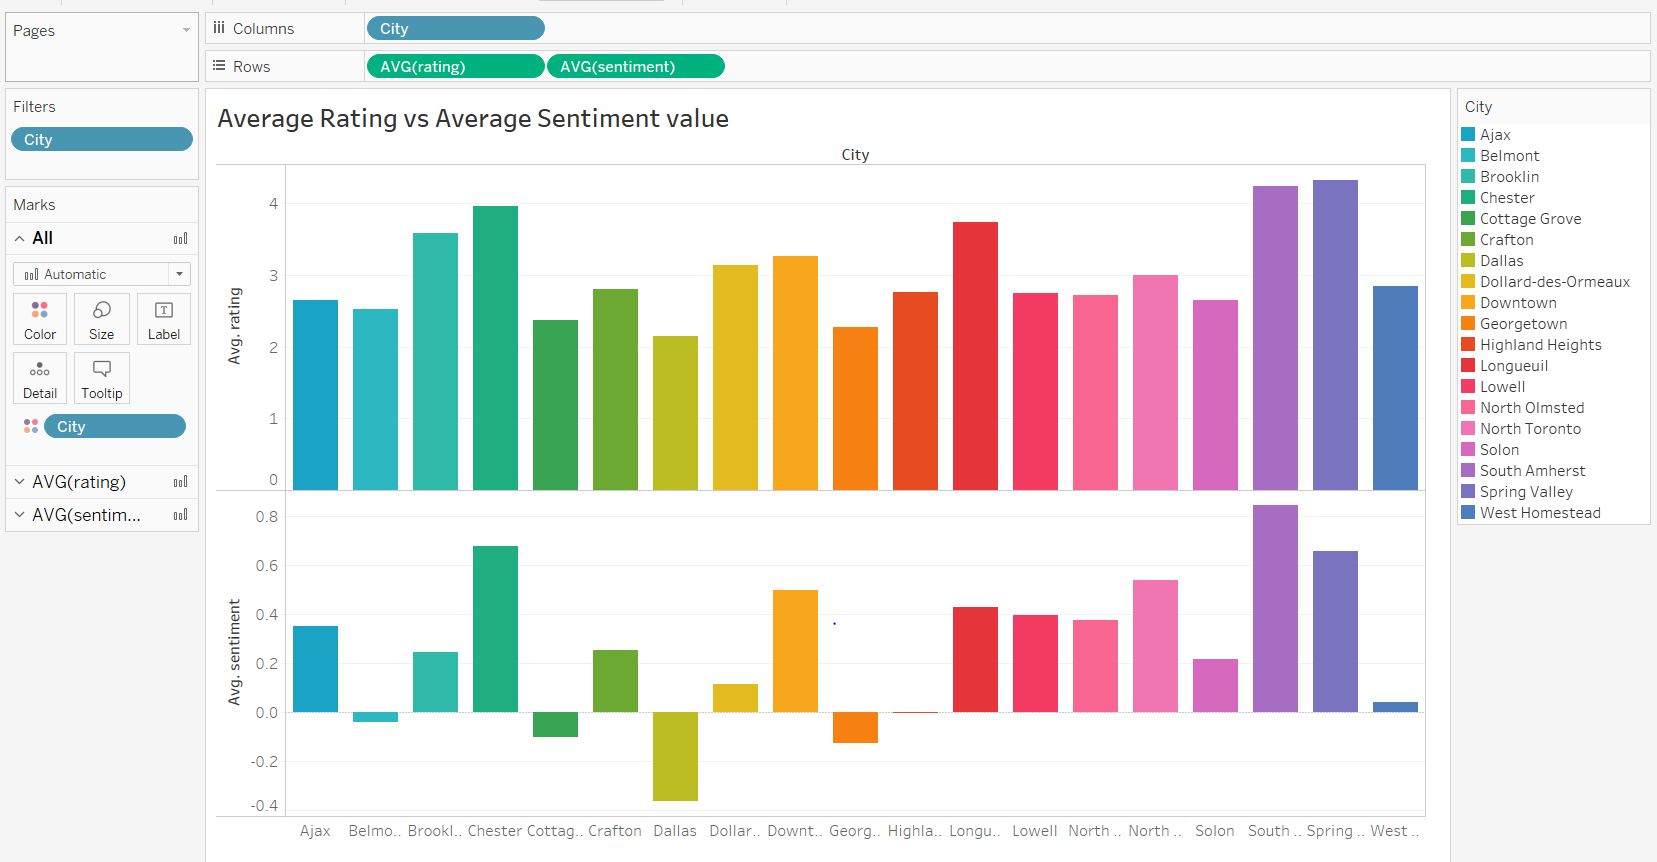 Pages
Columns
City
Rows
AVG(rating)
AVG(sentiment)
Filters
City
Marks
All
Automatic
Color
Size
Label
Detail
Tooltip
City
AVG(rating)
AVG(sentim...
Average Rating vs Average Sentiment value
City
Avg. rating
4
3
2
1
0
Avg. sentiment
0.8
0.6
0.4
0.2
0.0
-0.2
-0.4
Ajax Belmo.. Brookl.. Chester Cottag.. Crafton Dallas Dollar.. Downt.. Georg.. Highla.. Longu.. Lowell North .. North .. Solon South .. Spring .. West ..
City
Ajax
Belmont
Brooklin
Chester
Cottage Grove
Crafton
Dallas
Dollard-des-Ormeaux
Downtown
Georgetown
Highland Heights
Longueuil
Lowell
North Olmsted
North Toronto
Solon
South Amherst
Spring Valley
West Homestead